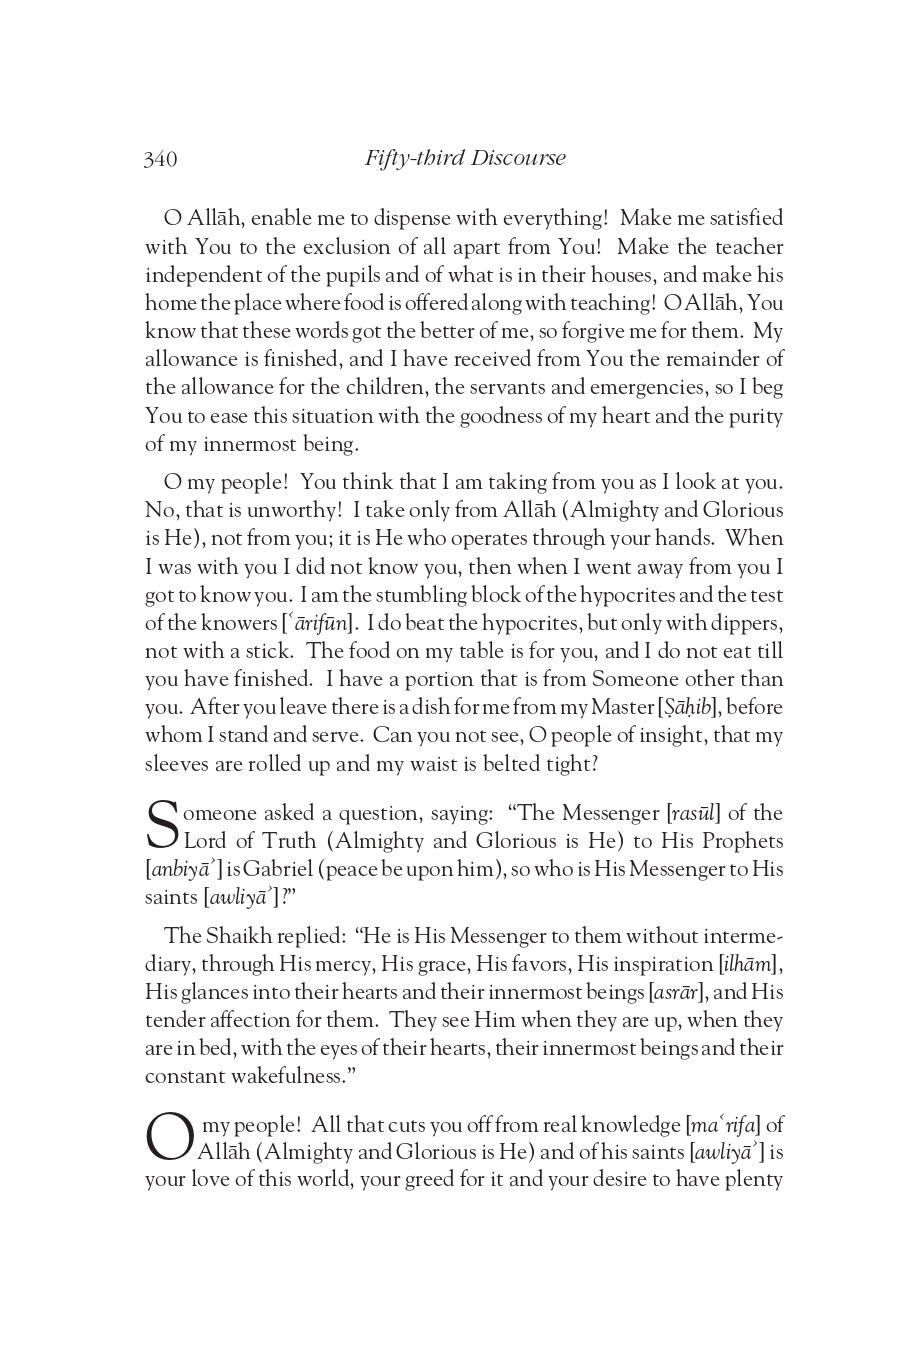 340 Fifty-third Discourse
O Allāh, enable me to dispense with everything! Make me satisfied
with You to the exclusion of all apart from You! Make the teacher
independent of the pupils and of what is in their houses, and make his
home the place where food is offered along with teaching! O Allāh, You
know that these words got the better of me, so forgive me for them. My
allowance is finished, and I have received from You the remainder of
the allowance for the children, the servants and emergencies, so I beg
You to ease this situation with the goodness of my heart and the purity
of my innermost being.
O my people! You think that I am taking from you as I look at you.
No, that is unworthy! I take only from Allāh (Almighty and Glorious
is He), not from you; it is He who operates through your hands. When
I was with you I did not know you, then when I went away from you I
got to know you. I am the stumbling block of the hypocrites and the test
of the knowers [ʿārifūn]. I do beat the hypocrites, but only with dippers,
not with a stick. The food on my table is for you, and I do not eat till
you have finished. I have a portion that is from Someone other than
you. After you leave there is a dish for me from my Master [Ṣāḥib], before
whom I stand and serve. Can you not see, O people of insight, that my
sleeves are rolled up and my waist is belted tight?
Someone asked a question, saying: “The Messenger [rasūl] of the
Lord of Truth (Almighty and Glorious is He) to His Prophets
[anbiyāʾ] is Gabriel (peace be upon him), so who is His Messenger to His
saints [awliyāʾ]?”
The Shaikh replied: “He is His Messenger to them without interme-
diary, through His mercy, His grace, His favors, His inspiration [ilhām],
His glances into their hearts and their innermost beings [asrār], and His
tender affection for them. They see Him when they are up, when they
are in bed, with the eyes of their hearts, their innermost beings and their
constant wakefulness.”
O my people! All that cuts you off from real knowledge [maʿrifa] of
Allāh (Almighty and Glorious is He) and of his saints [awliyāʾ] is
your love of this world, your greed for it and your desire to have plenty